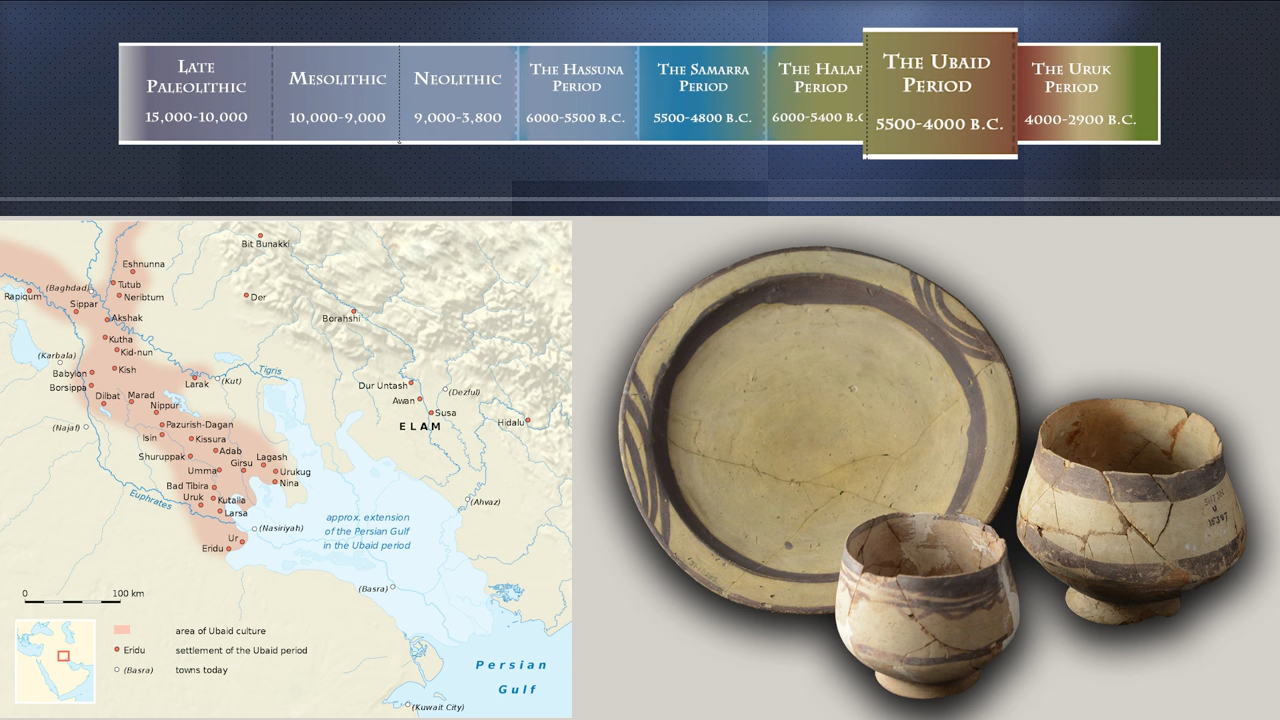 Late
Paleolithic
15,000-10,000
Mesolithic
10,000-9,000
Neolithic
9,000-3,800
The Hassuna
Period
6000-5500 B.C.
The Samarra
Period
5500-4800 B.C.
The Halaf
Period
6000-5400 B.C
The Ubaid
Period
5500-4000 B.C.
The Uruk
Period
4000-2900 B.C.
Bit Bunakki
Eshnunna
Tutub
Neribtum
(Baghdad)
Rapiqum
Sippar
Der
Akshak
Borahshi
Kutha
Kid-nun
(Karbala)
Babylon
Kish
Borsippa
Larak
(Kut)
Tigris
Dur Untash
(Dezful)
Awan
Susa
Hidalu
ELAM
Dilbat
Marad
Nippur
(Najaf)
Pazurish-Dagan
Isin
Kissura
Shuruppak
Adab
Umma
Girsu
Lagash
Urukug
Nina
Bad Tibira
Uruk
Kutalla
Larsa
Euphrates
(Ahvaz)
(Nasiriyah)
Ur
Eridu
approx. extension
of the Persian Gulf
in the Ubaid period
(Basra)
0 100 km
area of Ubaid culture
Eridu settlement of the Ubaid period
(Basra) towns today
Persian
Gulf
(Kuwait City)